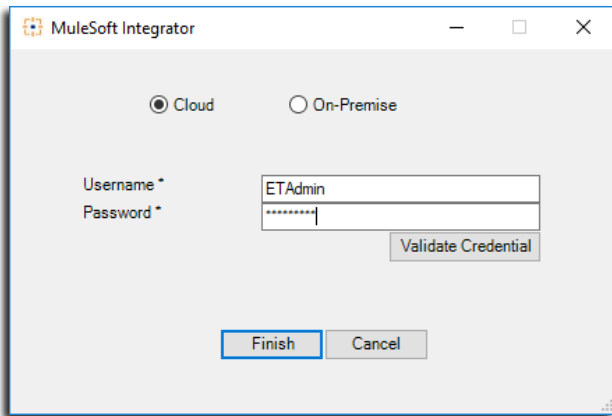 MuleSoft Integrator
Cloud On-Premise
Username * ETAdmin
Password * *********
Validate Credential
Finish Cancel